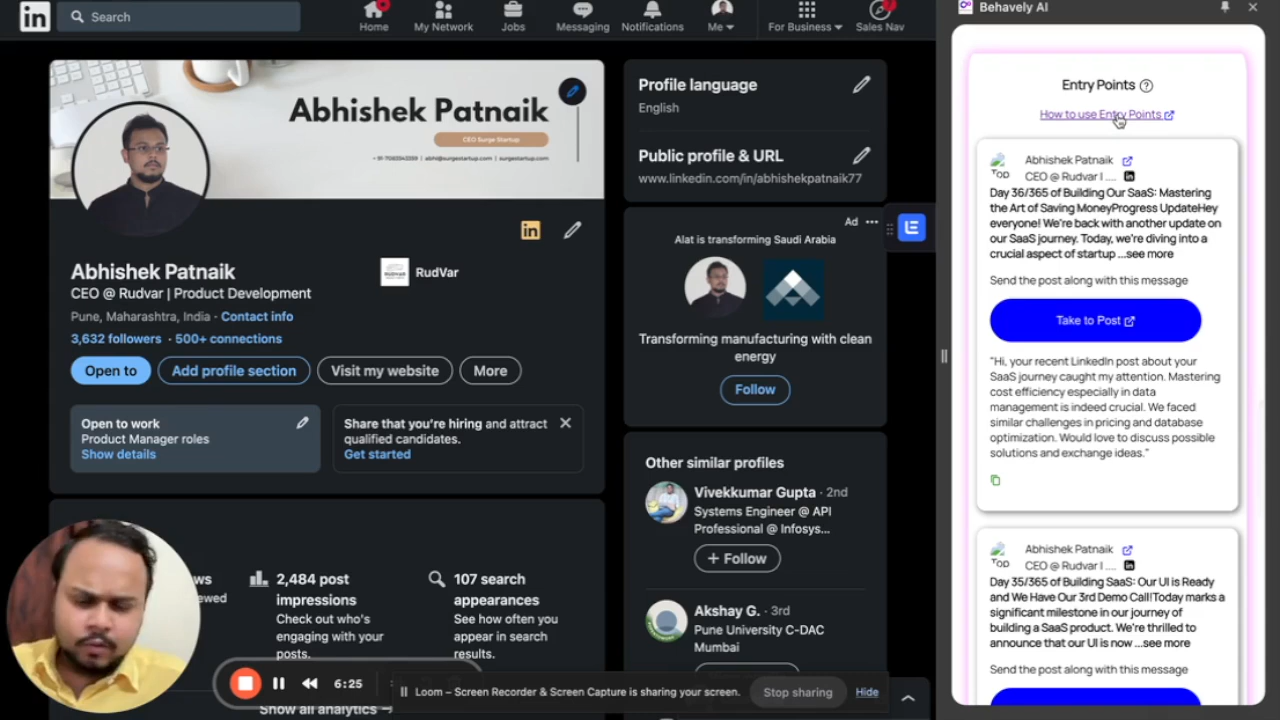 in
Search
Home
My Network
Jobs
Messaging
Notifications
Me
For Business
Sales Nav
Abhishek Patnaik
CEO Surge Startup
abhi@surgestartup.com | surgestartup.com
in
Abhishek Patnaik
RudVar
CEO @ Rudvar | Product Development
Pune, Maharashtra, India · Contact info
3,632 followers · 500+ connections
Open to
Add profile section
Visit my website
More
Open to work
Product Manager roles
Show details
Share that you're hiring and attract
qualified candidates.
Get started
2,484 post
impressions
Check out who's
engaging with your
posts.
107 search
appearances
See how often you
appear in search
results.
Show all analytics →
6:25
Loom – Screen Recorder & Screen Capture is sharing your screen.
Stop sharing
Hide
Profile language
English
Public profile & URL
www.linkedin.com/in/abhishekpatnaik77
Ad
Alat is transforming Saudi Arabia
Transforming manufacturing with clean
energy
Follow
Other similar profiles
Vivekkumar Gupta · 2nd
Systems Engineer @ API
Professional @ Infosys...
+ Follow
Akshay G. · 3rd
Pune University C-DAC
Mumbai
Behavely AI
Entry Points
How to use Entry Points
Abhishek Patnaik
CEO @ Rudvar | ....
Day 36/365 of Building Our SaaS: Mastering
the Art of Saving MoneyProgress UpdateHey
everyone! We're back with another update on
our SaaS journey. Today, we're diving into a
crucial aspect of startup ...see more
Send the post along with this message
Take to Post
"Hi, your recent LinkedIn post about your
SaaS journey caught my attention. Mastering
cost efficiency especially in data
management is indeed crucial. We faced
similar challenges in pricing and database
optimization. Would love to discuss possible
solutions and exchange ideas."
Abhishek Patnaik
CEO @ Rudvar | ....
Day 35/365 of Building SaaS: Our UI is Ready
and We Have Our 3rd Demo Call!Today marks a
significant milestone in our journey of
building a SaaS product. We're thrilled to
announce that our UI is now ...see more
Send the post along with this message